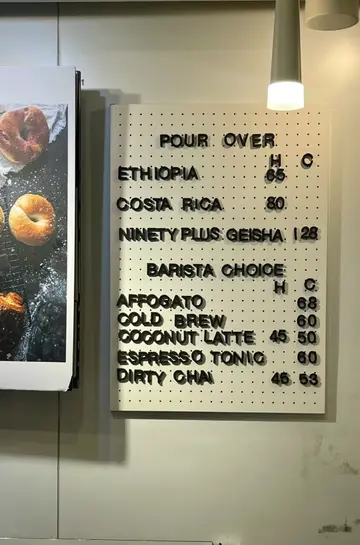 POUR OVER
H C
ETHIOPIA 65
COSTA RICA 80
NINETY PLUS GEISHA 128
BARISTA CHOICE
H C
AFFOGATO 68
COLD BREW 60
COCONUT LATTE 45 50
ESPRESSO TONIC 60
DIRTY CHAI 45 53